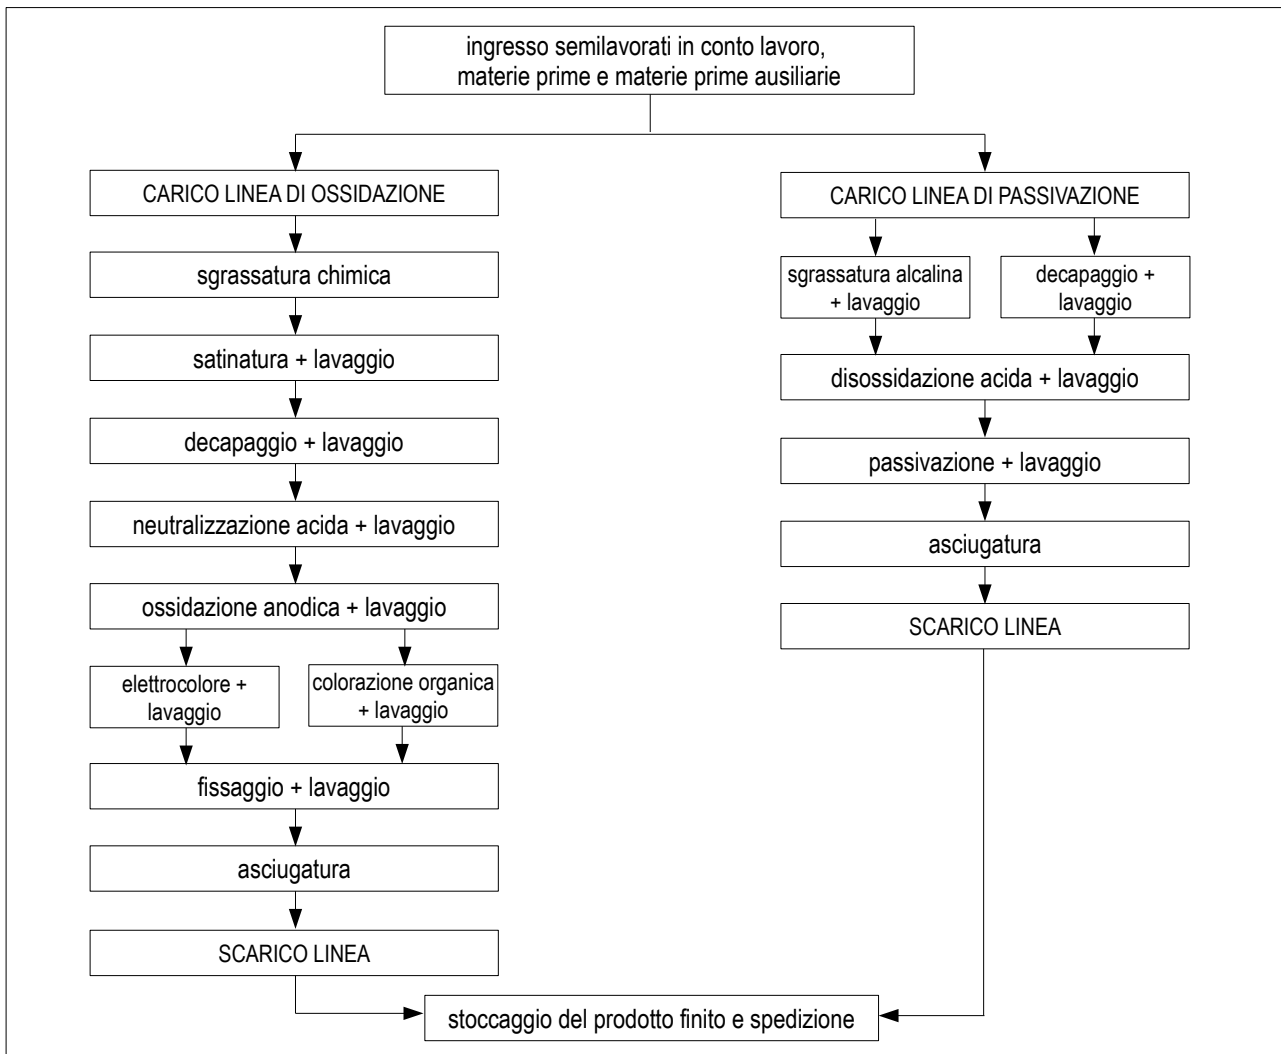 ingresso semilavorati in conto lavoro,
materie prime e materie prime ausiliarie
CARICO LINEA DI OSSIDAZIONE
sgrassatura chimica
satinatura + lavaggio
decapaggio + lavaggio
neutralizzazione acida + lavaggio
ossidazione anodica + lavaggio
elettrocolore +
lavaggio
colorazione organica
+ lavaggio
fissaggio + lavaggio
asciugatura
SCARICO LINEA
CARICO LINEA DI PASSIVAZIONE
sgrassatura alcalina
+ lavaggio
decapaggio +
lavaggio
disossidazione acida + lavaggio
passivazione + lavaggio
asciugatura
SCARICO LINEA
stoccaggio del prodotto finito e spedizione